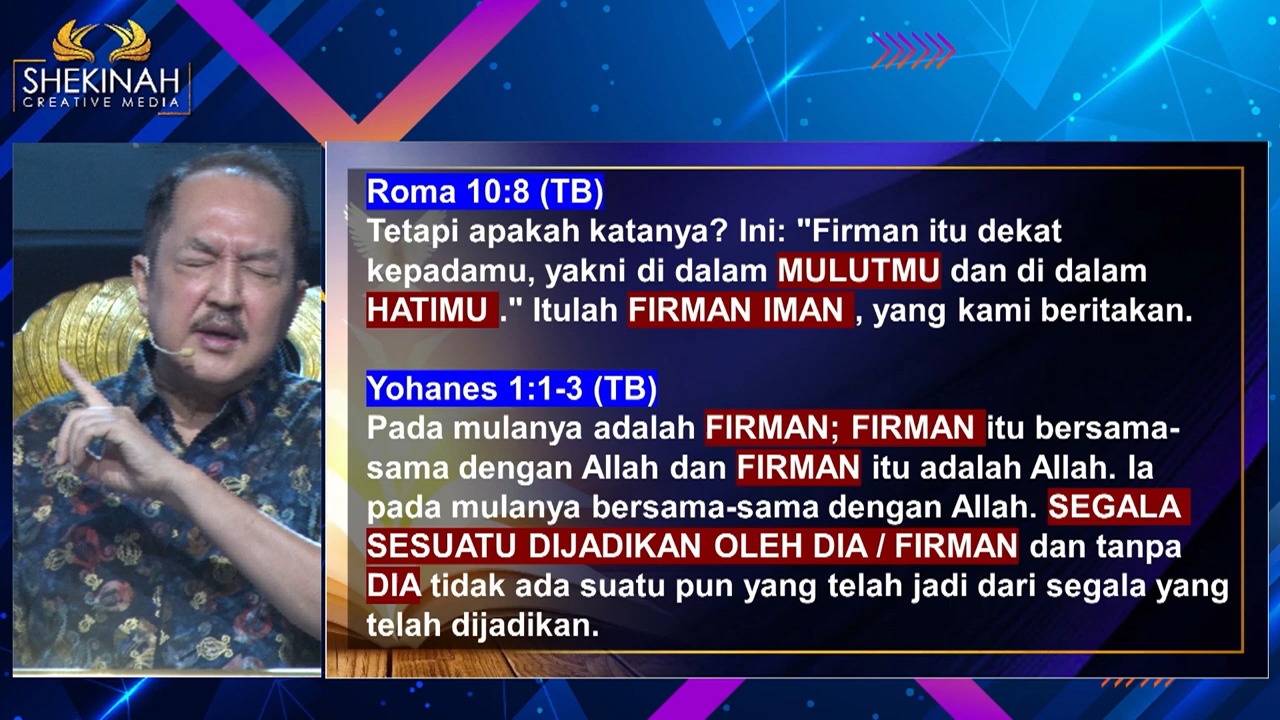 SHEKINAH
CREATIVE MEDIA
Roma 10:8 (TB)
Tetapi apakah katanya? Ini: "Firman itu dekat
kepadamu, yakni di dalam MULUTMU dan di dalam
HATIMU ." Itulah FIRMAN IMAN , yang kami beritakan.
Yohanes 1:1-3 (TB)
Pada mulanya adalah FIRMAN; FIRMAN itu bersama-
sama dengan Allah dan FIRMAN itu adalah Allah. Ia
pada mulanya bersama-sama dengan Allah. SEGALA
SESUATU DIJADIKAN OLEH DIA / FIRMAN dan tanpa
DIA tidak ada suatu pun yang telah jadi dari segala yang
telah dijadikan.